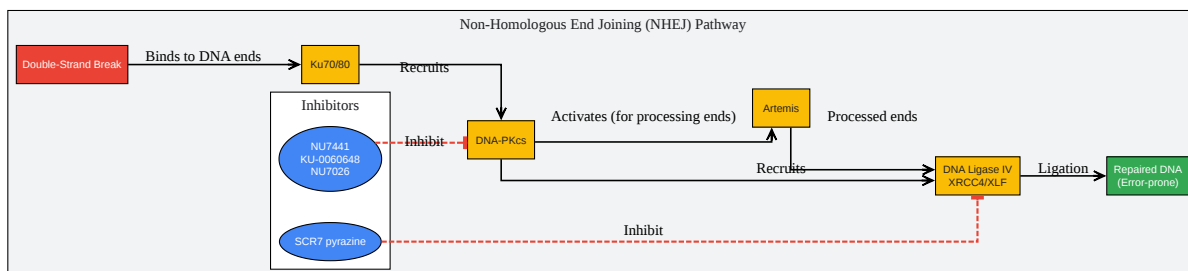 Non-Homologous End Joining (NHEJ) Pathway
Double-Strand Break
Binds to DNA ends
Ku70/80
Recruits
Inhibitors
NU7441
KU-0060648
NU7026
Inhibit
DNA-PKcs
Activates (for processing ends)
Artemis
Processed ends
Recruits
DNA Ligase IV
XRCC4/XLF
Ligation
Repaired DNA
(Error-prone)
SCR7 pyrazine
Inhibit